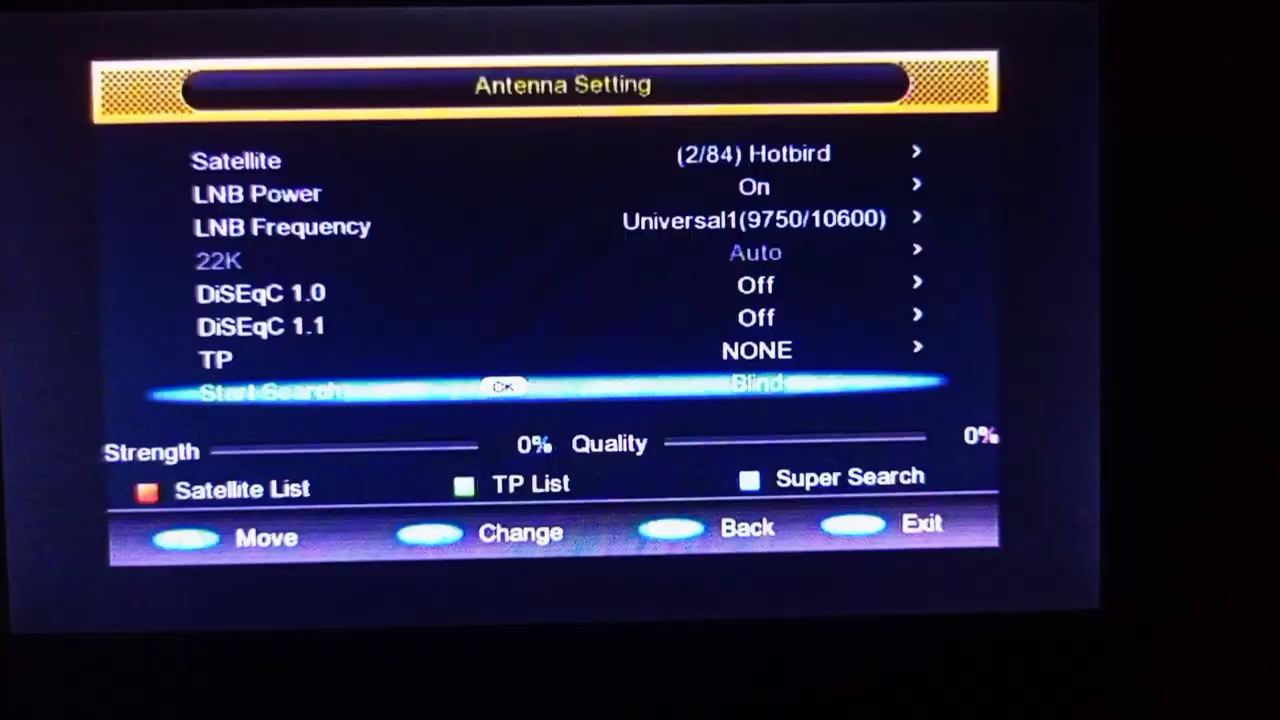 Antenna Setting
Satellite (2/84) Hotbird >
LNB Power On >
LNB Frequency Universal1(9750/10600) >
22K Auto >
DiSEqC 1.0 Off >
DiSEqC 1.1 Off >
TP NONE >
Start Search OK Blind
Strength 0% Quality 0%
Satellite List TP List Super Search
Move Change Back Exit